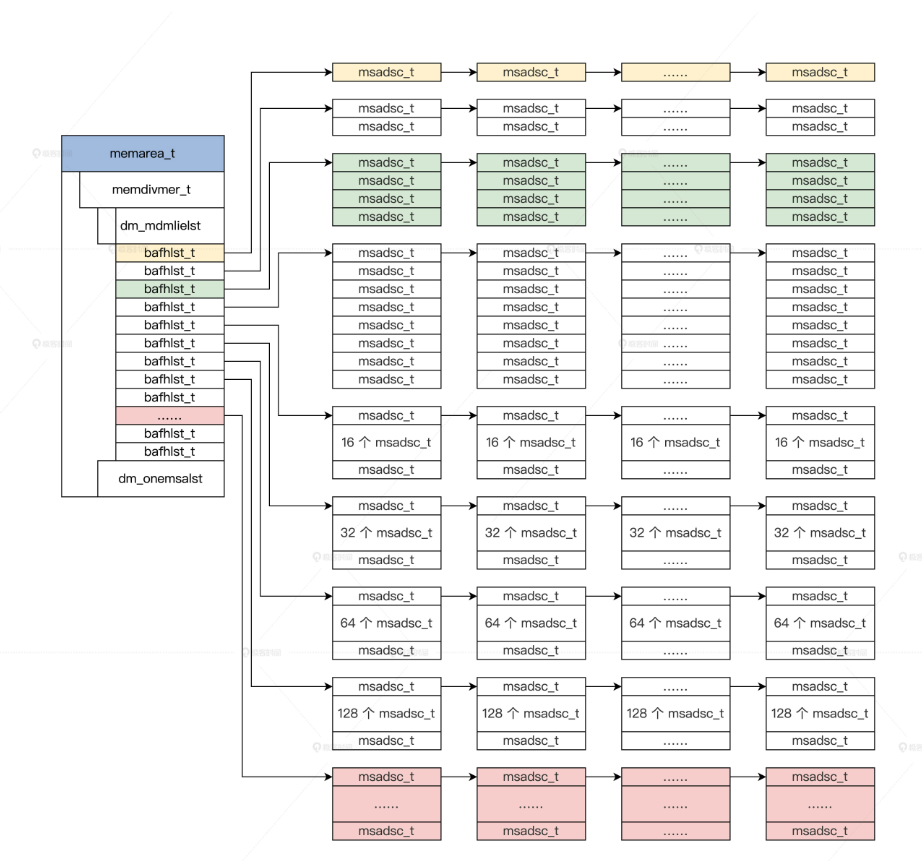 msadsc_t msadsc_t …… msadsc_t
msadsc_t msadsc_t …… msadsc_t
msadsc_t msadsc_t …… msadsc_t
memarea_t
memdivmer_t
dm_mdmlielst
bafhlst_t
bafhlst_t
bafhlst_t
bafhlst_t
bafhlst_t
bafhlst_t
bafhlst_t
bafhlst_t
bafhlst_t
……
bafhlst_t
bafhlst_t
dm_onemsalst
msadsc_t msadsc_t …… msadsc_t
msadsc_t msadsc_t …… msadsc_t
msadsc_t msadsc_t …… msadsc_t
msadsc_t msadsc_t …… msadsc_t
msadsc_t msadsc_t …… msadsc_t
msadsc_t msadsc_t …… msadsc_t
msadsc_t msadsc_t …… msadsc_t
msadsc_t msadsc_t …… msadsc_t
msadsc_t msadsc_t …… msadsc_t
msadsc_t msadsc_t …… msadsc_t
msadsc_t msadsc_t …… msadsc_t
msadsc_t msadsc_t …… msadsc_t
msadsc_t msadsc_t …… msadsc_t
16 个 msadsc_t 16 个 msadsc_t 16 个 msadsc_t 16 个 msadsc_t
msadsc_t msadsc_t …… msadsc_t
msadsc_t msadsc_t …… msadsc_t
32 个 msadsc_t 32 个 msadsc_t 32 个 msadsc_t 32 个 msadsc_t
msadsc_t msadsc_t …… msadsc_t
msadsc_t msadsc_t …… msadsc_t
64 个 msadsc_t 64 个 msadsc_t 64 个 msadsc_t 64 个 msadsc_t
msadsc_t msadsc_t …… msadsc_t
msadsc_t msadsc_t …… msadsc_t
128 个 msadsc_t 128 个 msadsc_t 128 个 msadsc_t 128 个 msadsc_t
msadsc_t msadsc_t …… msadsc_t
msadsc_t msadsc_t …… msadsc_t
…… …… …… ……
msadsc_t msadsc_t …… msadsc_t